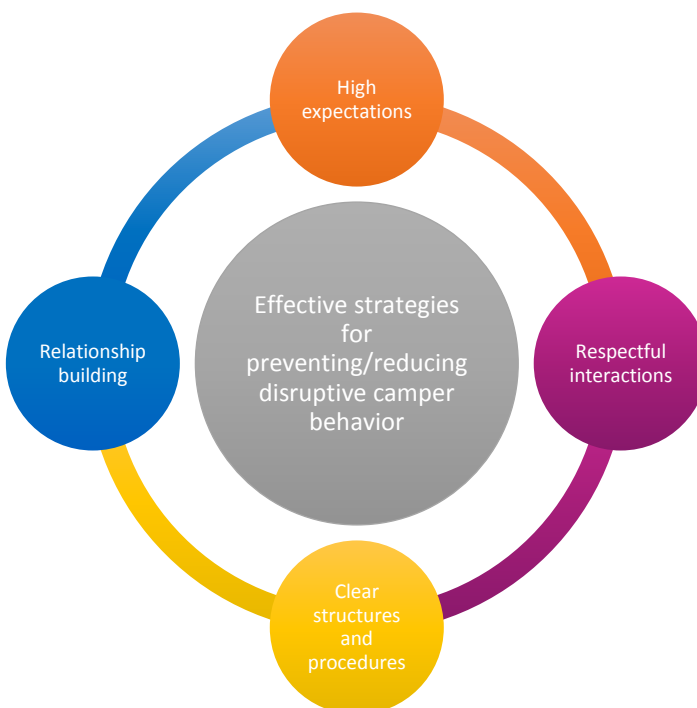 High
expectations
Effective strategies
for
preventing/reducing
disruptive camper
behavior
Relationship
building
Respectful
interactions
Clear
structures
and
procedures